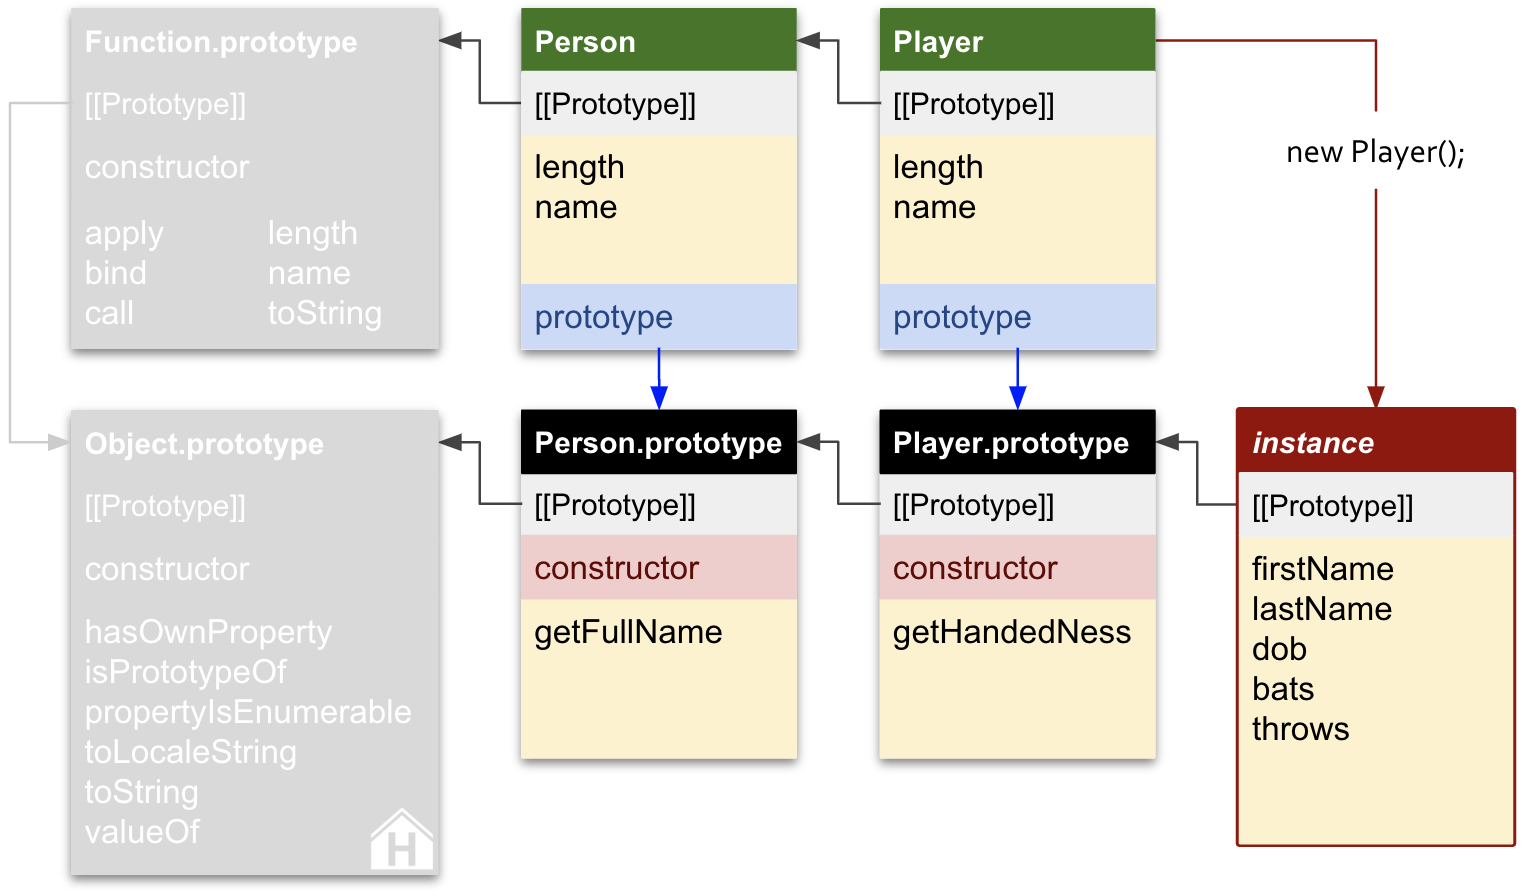 Function.prototype
[[Prototype]]
constructor
apply length
bind name
call toString
Person
[[Prototype]]
length
name
prototype
Player
[[Prototype]]
length
name
prototype
new Player();
Object.prototype
[[Prototype]]
constructor
hasOwnProperty
isPrototypeOf
propertyIsEnumerable
toLocaleString
toString
valueOf
H
Person.prototype
[[Prototype]]
constructor
getFullName
Player.prototype
[[Prototype]]
constructor
getHandedNess
instance
[[Prototype]]
firstName
lastName
dob
bats
throws